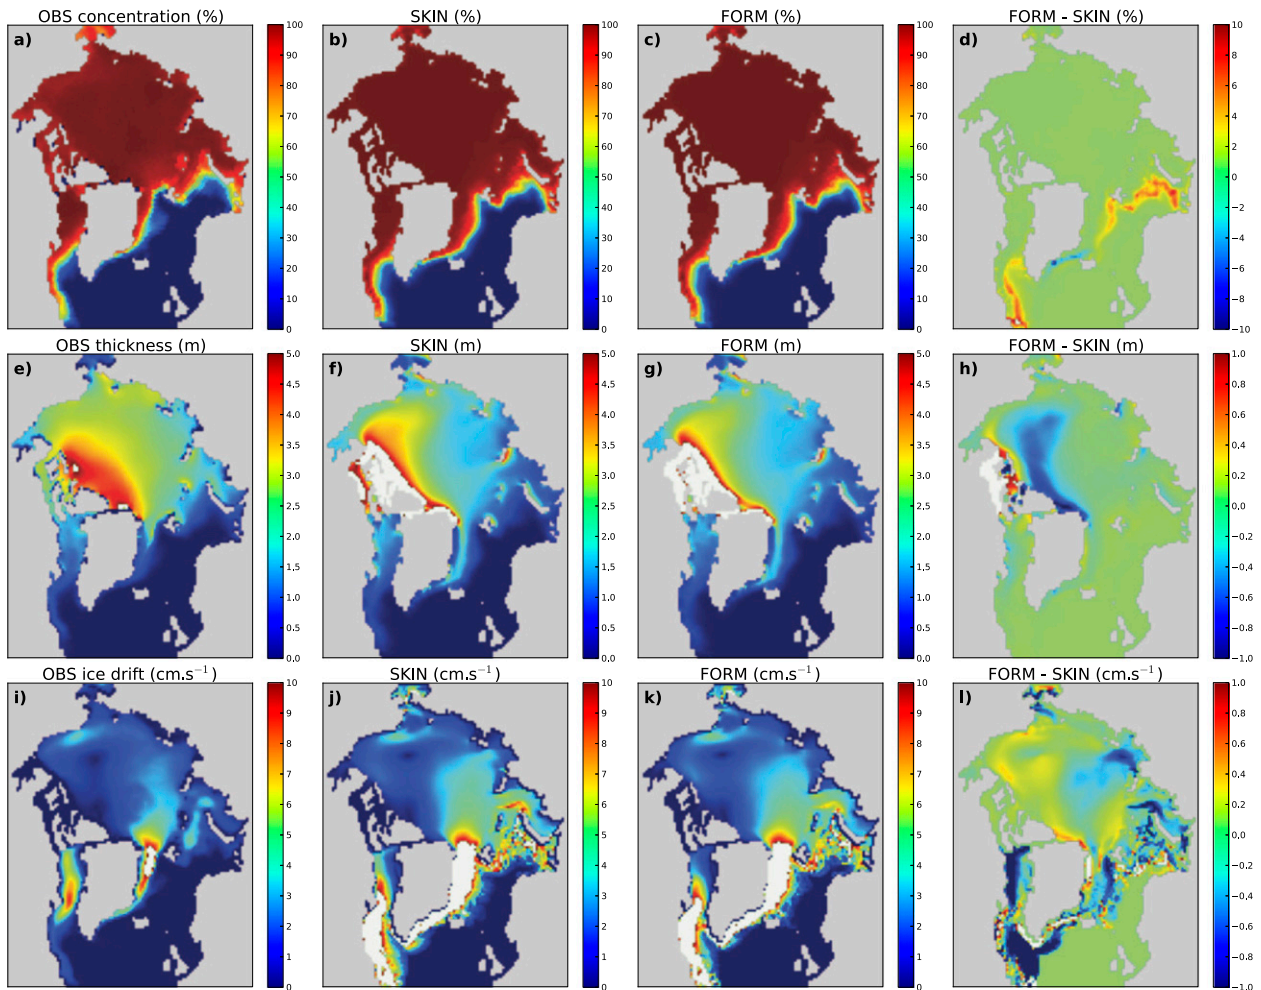 OBS concentration (%) SKIN (%) FORM (%) FORM - SKIN (%)
a) b) c) d)
100 100 100 10
90 90 90 8
80 80 80 6
70 70 70 4
60 60 60 2
50 50 50 0
40 40 40 −2
30 30 30 −4
20 20 20 −6
10 10 10 −8
0 0 0 −10
OBS thickness (m) SKIN (m) FORM (m) FORM - SKIN (m)
e) f) g) h)
5.0 5.0 5.0 1.0
4.5 4.5 4.5 0.8
4.0 4.0 4.0 0.6
3.5 3.5 3.5 0.4
3.0 3.0 3.0 0.2
2.5 2.5 2.5 0.0
2.0 2.0 2.0 −0.2
1.5 1.5 1.5 −0.4
1.0 1.0 1.0 −0.6
0.5 0.5 0.5 −0.8
0.0 0.0 0.0 −1.0
OBS ice drift (cm.s⁻¹) SKIN (cm.s⁻¹) FORM (cm.s⁻¹) FORM - SKIN (cm.s⁻¹)
i) j) k) l)
10 10 10 1.0
9 9 9 0.8
8 8 8 0.6
7 7 7 0.4
6 6 6 0.2
5 5 5 0.0
4 4 4 −0.2
3 3 3 −0.4
2 2 2 −0.6
1 1 1 −0.8
0 0 0 −1.0